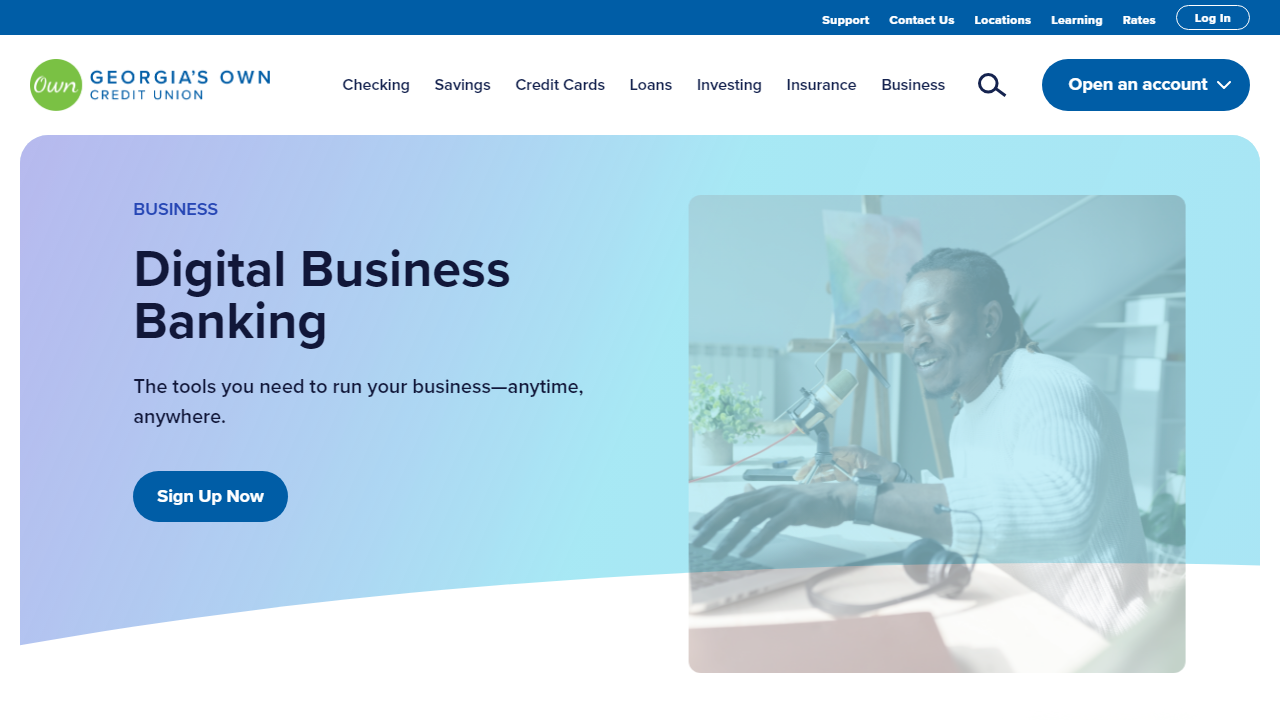 Support Contact Us Locations Learning Rates Log In
Own GEORGIA'S OWN
CREDIT UNION
Checking Savings Credit Cards Loans Investing Insurance Business Open an account
BUSINESS
Digital Business
Banking
The tools you need to run your business—anytime,
anywhere.
Sign Up Now